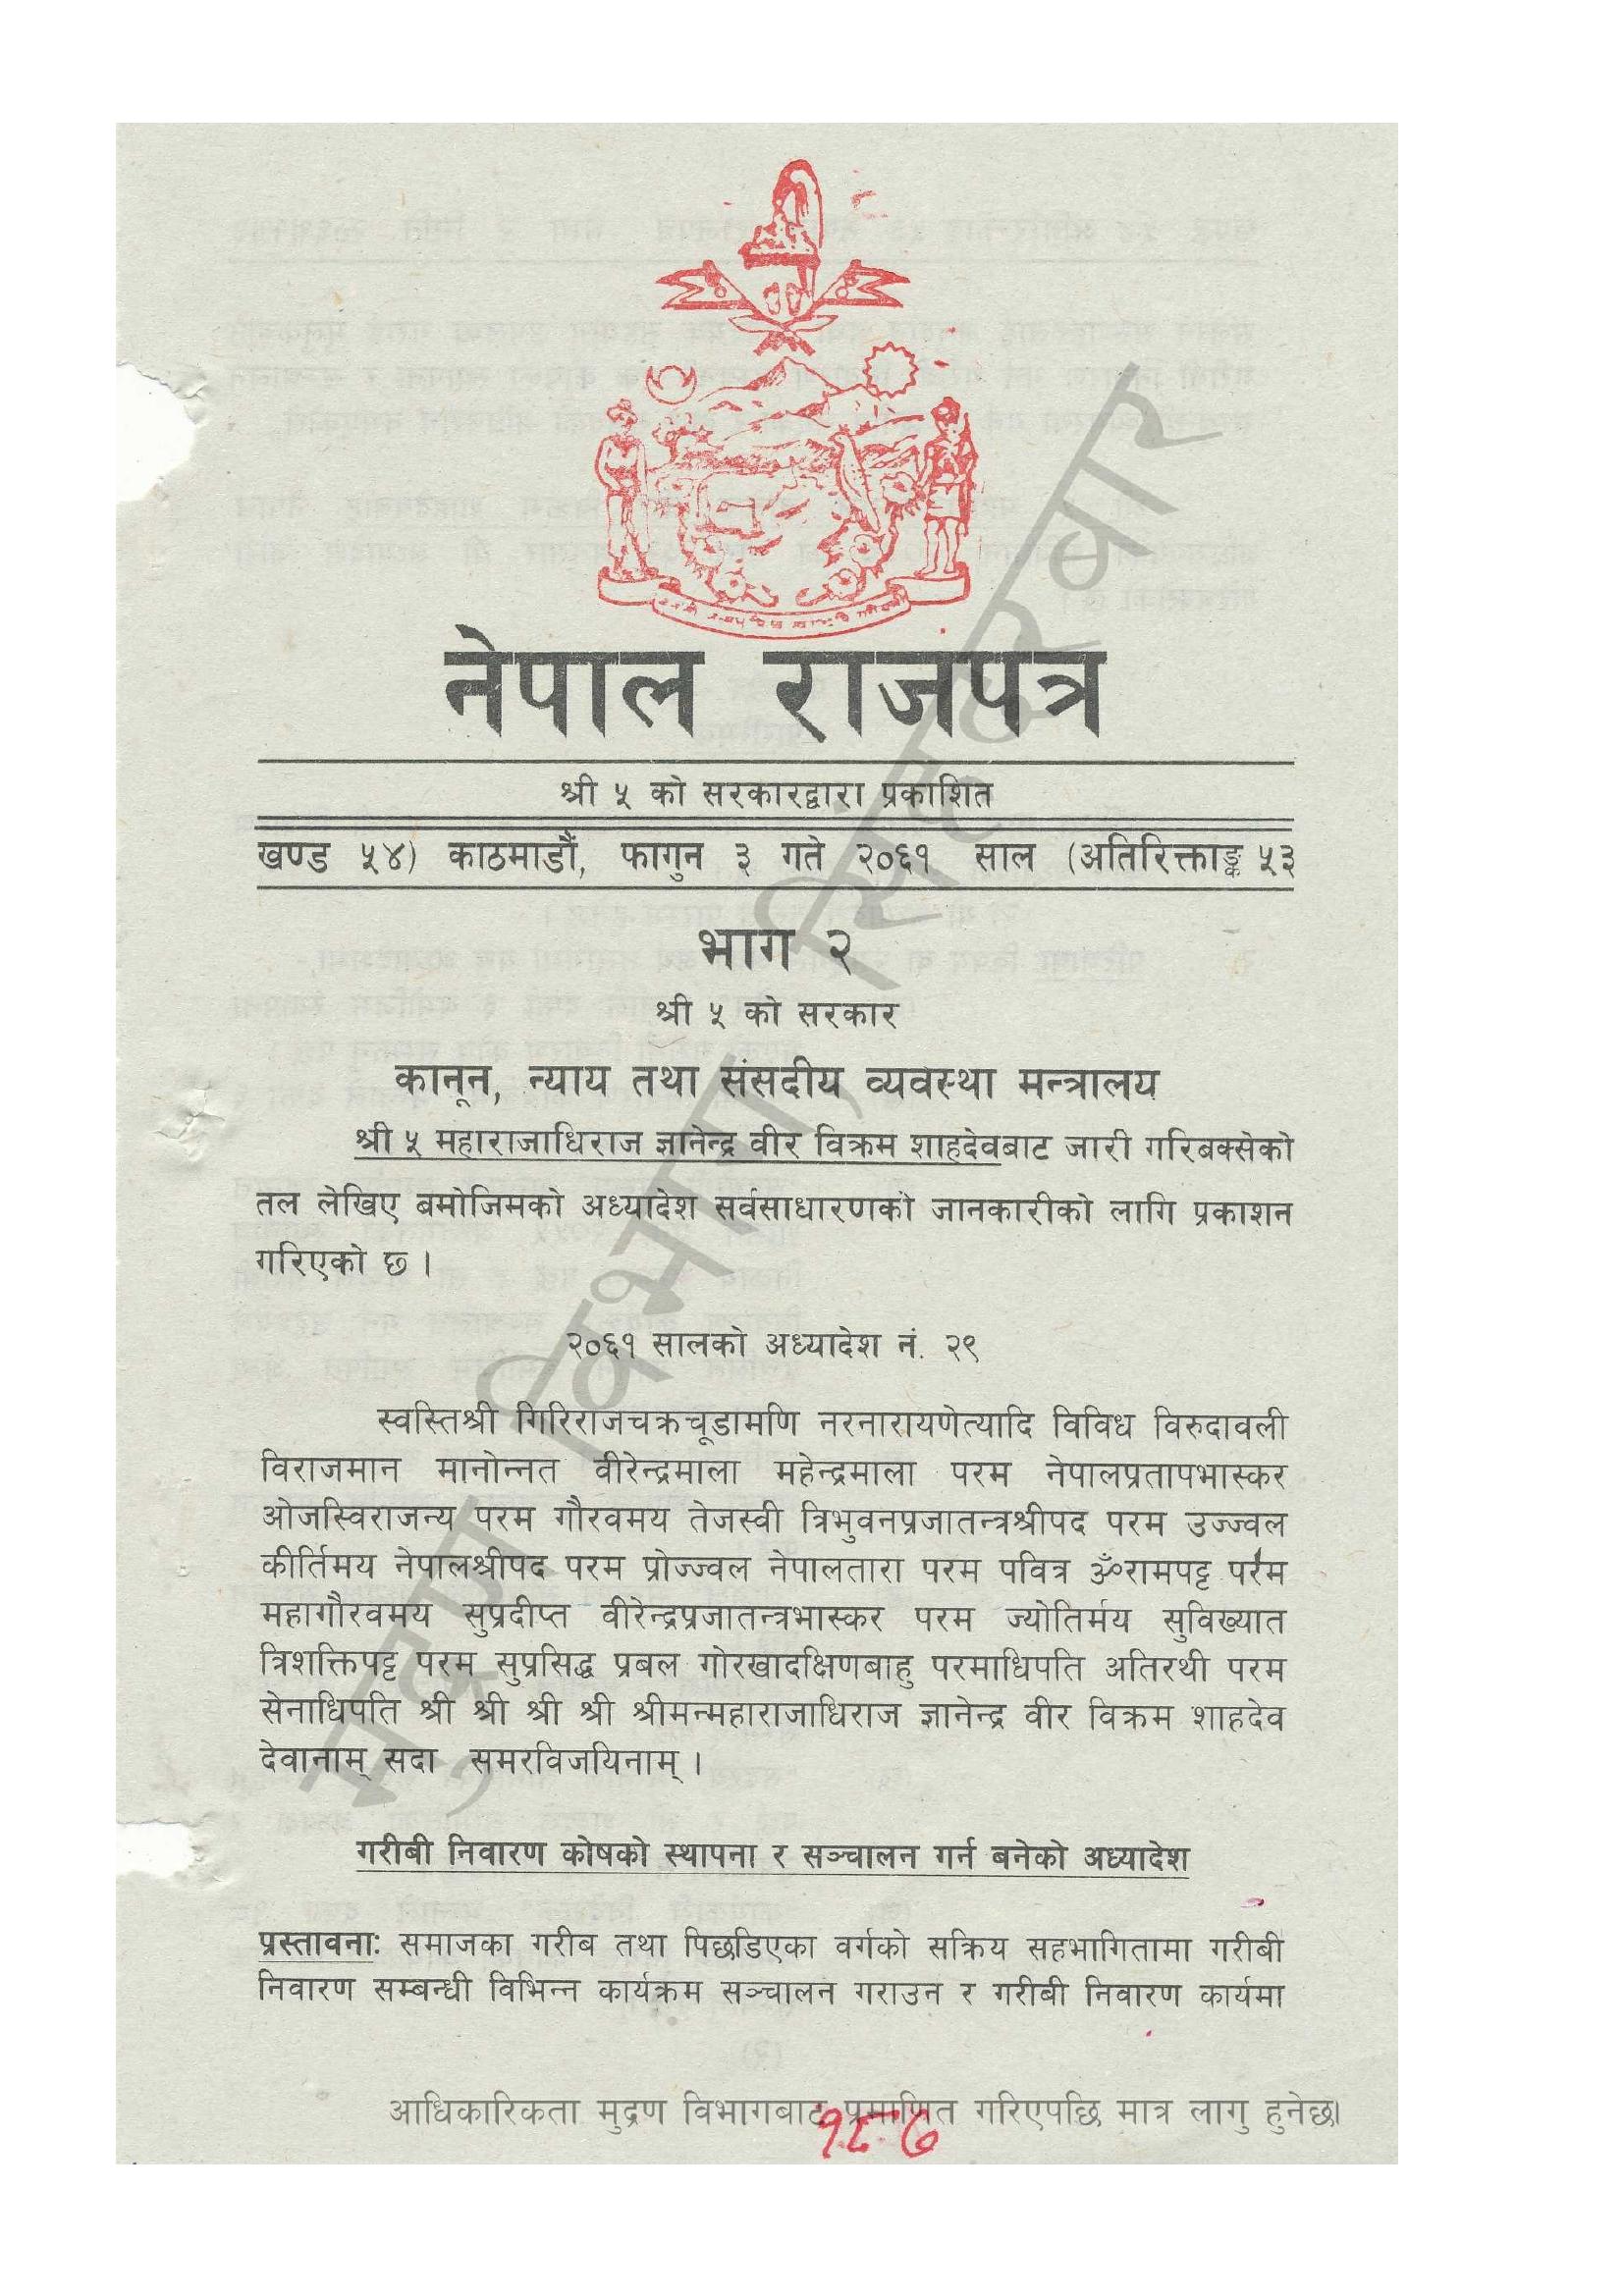 नेपाल राजपत्र
श्री ५ को सरकारद्वारा प्रकाशित
खण्ड ५४) काठमाडौं, फागुन ३ गते २०६१ साल (अतिरिक्ताङ्क ५३
भाग २
श्री ५ को सरकार
कानून, न्याय तथा संसदीय व्यवस्था मन्त्रालय
श्री ५ महाराजाधिराज ज्ञानेन्द्र वीर विक्रम शाहदेवबाट जारी गरिबक्सेको
तल लेखिए बमोजिमको अध्यादेश सर्वसाधारणको जानकारीको लागि प्रकाशन
गरिएको छ ।
२०६१ सालको अध्यादेश नं. २९
स्वस्तिश्री गिरिराजचक्रचूडामणि नरनारायणेत्यादि विविध विरुदावली
विराजमान मानोन्नत वीरेन्द्रमाला महेन्द्रमाला परम नेपालप्रतापभास्कर
ओजस्विराजन्य परम गौरवमय तेजस्वी त्रिभुवनप्रजातन्त्रश्रीपद परम उज्ज्वल
कीर्तिमय नेपालश्रीपद परम प्रोज्ज्वल नेपालतारा परम पवित्र ॐरामपट्ट परम
महागौरवमय सुप्रदीप्त वीरेन्द्रप्रजातन्त्रभास्कर परम ज्योतिर्मय सुविख्यात
त्रिशक्तिपट्ट परम सुप्रसिद्ध प्रबल गोरखादक्षिणबाहु परमाधिपति अतिरथी परम
सेनाधिपति श्री श्री श्री श्री श्रीमन्महाराजाधिराज ज्ञानेन्द्र वीर विक्रम शाहदेव
देवानाम् सदा समरविजयिनाम् ।
गरीबी निवारण कोषको स्थापना र सञ्चालन गर्न बनेको अध्यादेश
प्रस्तावना: समाजका गरीब तथा पिछडिएका वर्गको सक्रिय सहभागितामा गरीबी
निवारण सम्बन्धी विभिन्न कार्यक्रम सञ्चालन गराउन र गरीबी निवारण कार्यमा
आधिकारिकता मुद्रण विभागबाट प्रमाणित गरिएपछि मात्र लागु हुनेछ।
१८७
मुद्रण विभाग, सिंहदरवार